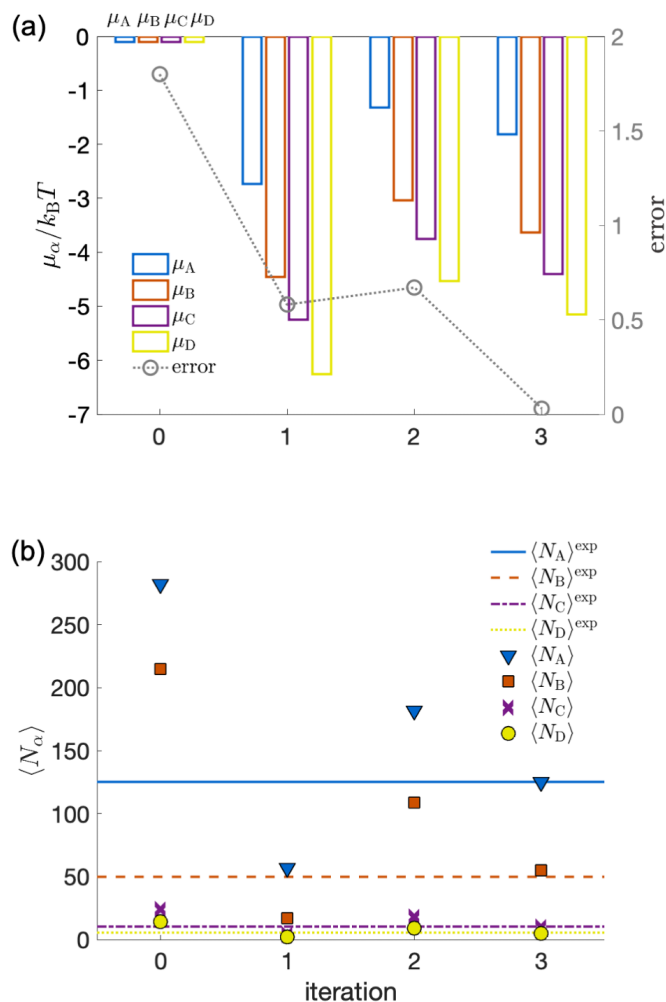 (a)
μA μB μC μD
0
-1
-2
-3
-4
-5
-6
-7
μα/kBT
μA
μB
μC
μD
error
2
1.5
1
0.5
0
error
0 1 2 3
(b)
300
250
200
150
100
50
0
⟨Nα⟩
⟨NA⟩exp
⟨NB⟩exp
⟨NC⟩exp
⟨ND⟩exp
⟨NA⟩
⟨NB⟩
⟨NC⟩
⟨ND⟩
0 1 2 3
iteration